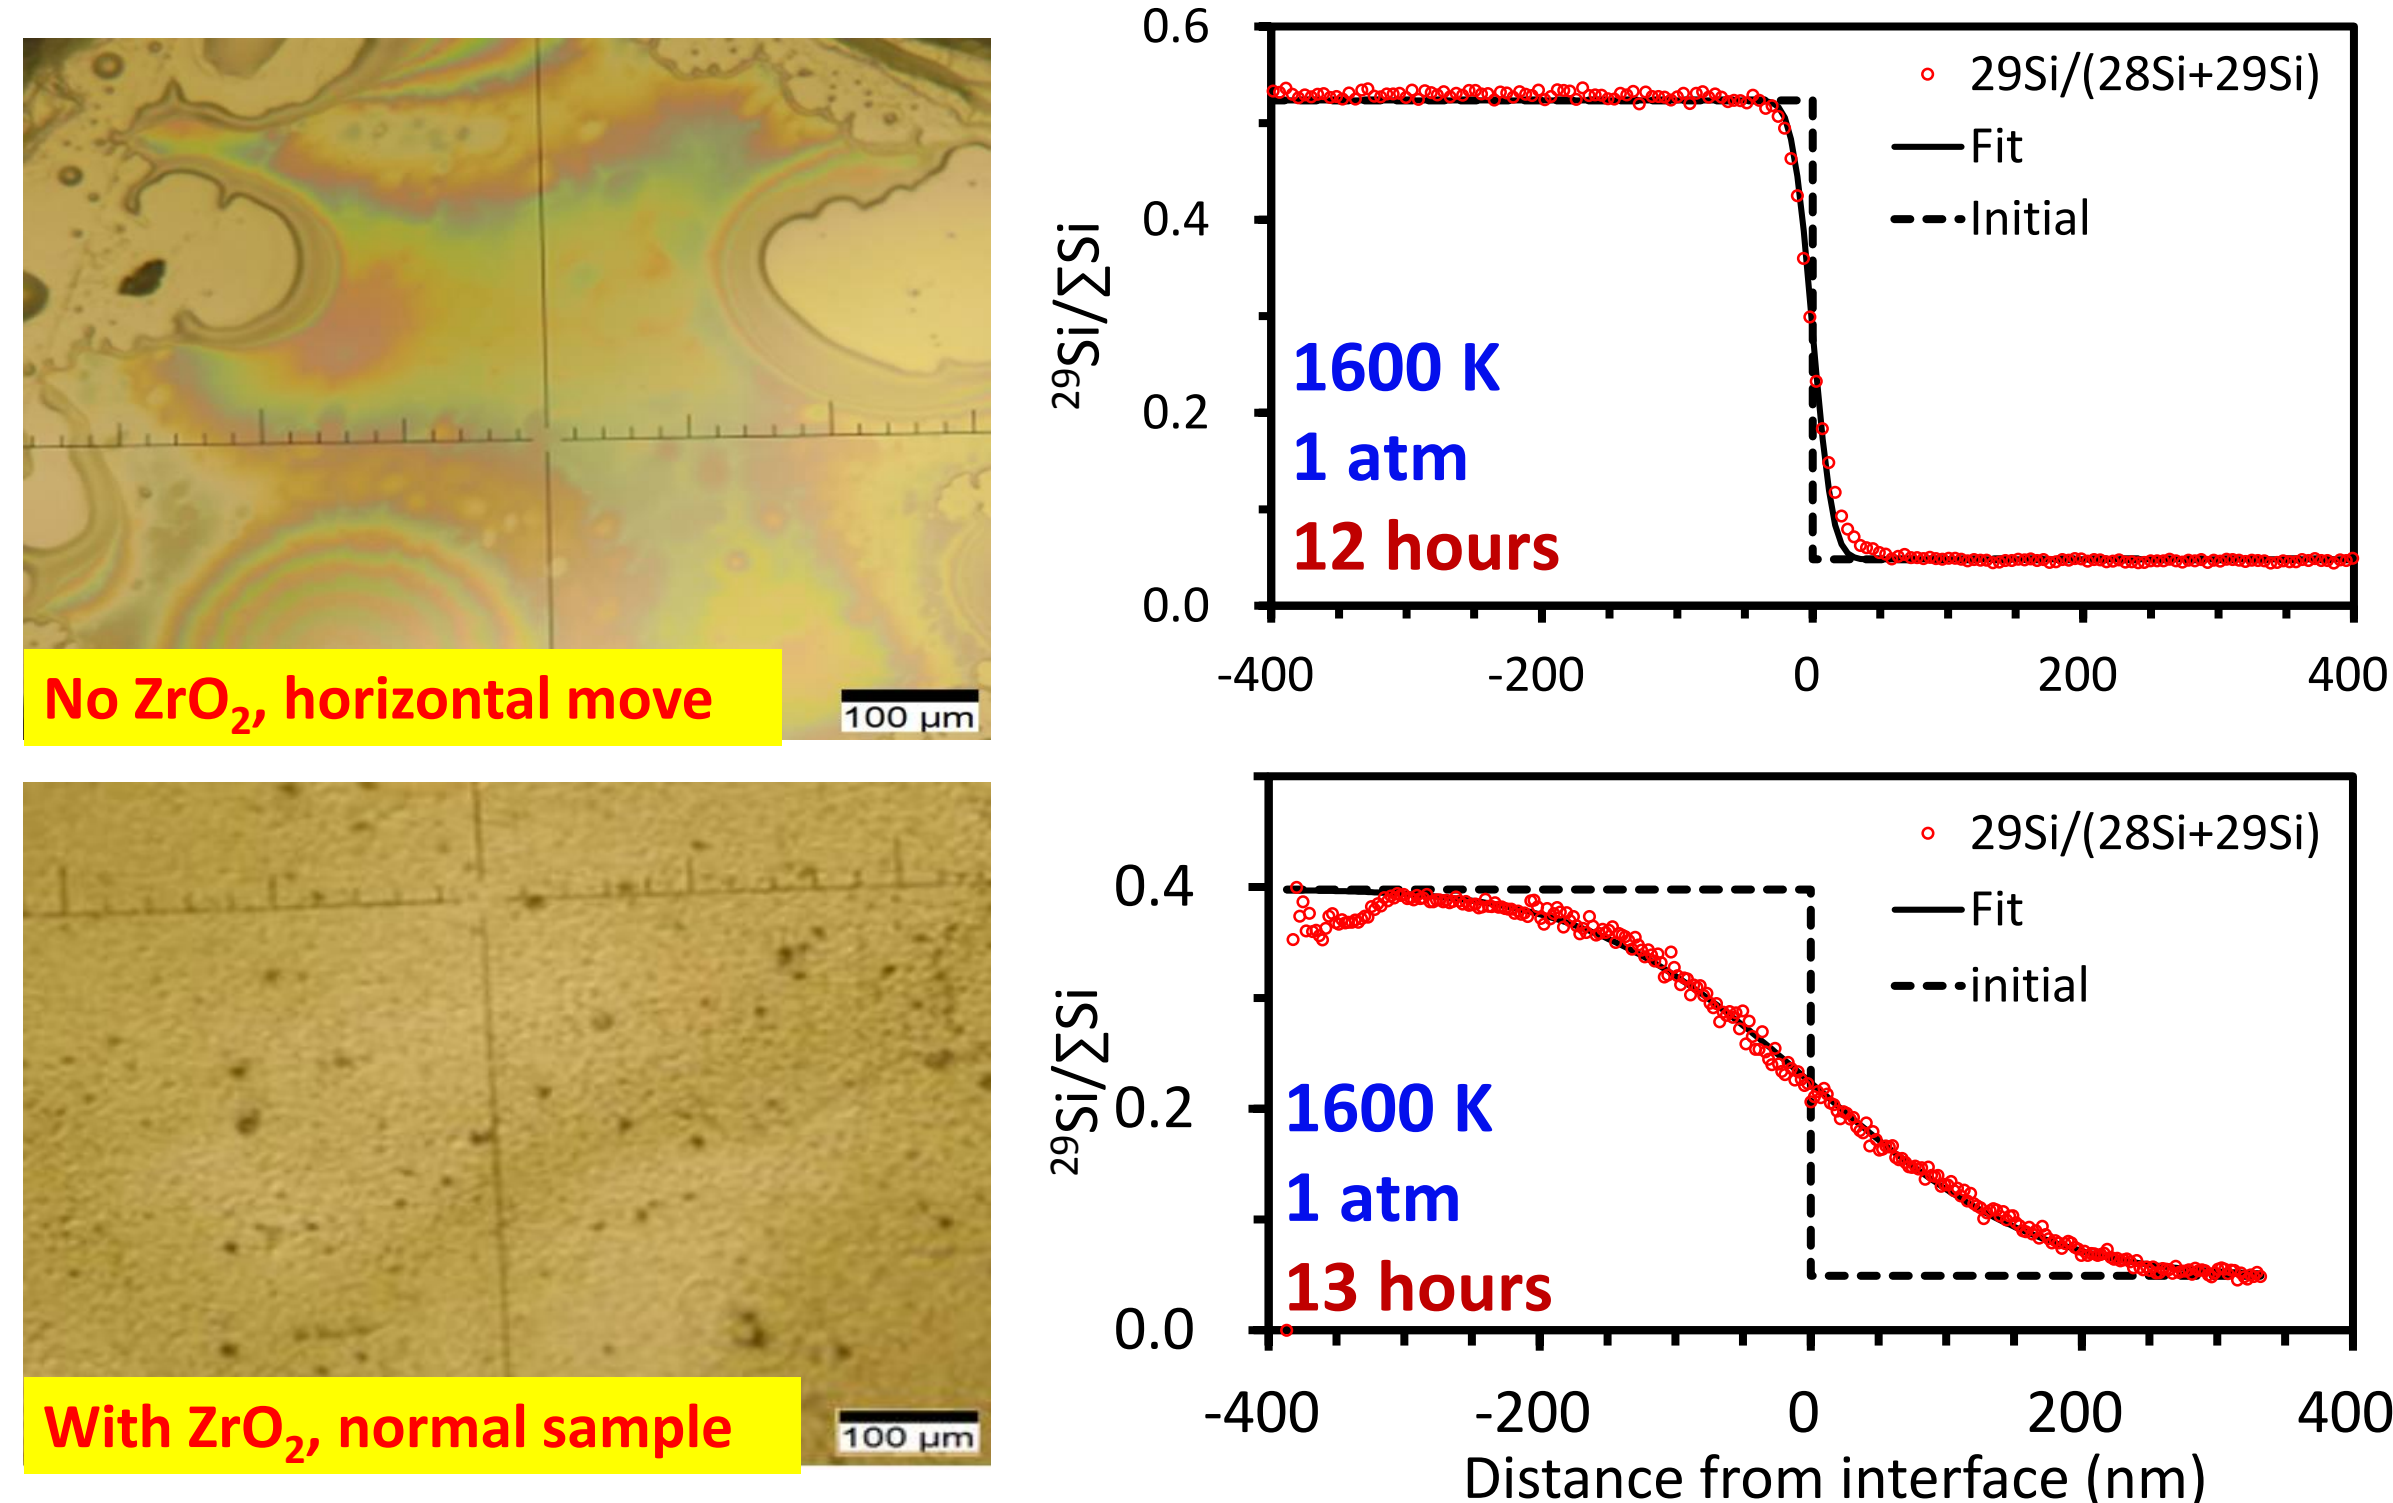 No ZrO₂, horizontal move
100 µm
0.6
0.4
0.2
0.0
²⁹Si/∑Si
29Si/(28Si+29Si)
Fit
Initial
1600 K
1 atm
12 hours
-400 -200 0 200 400
With ZrO₂, normal sample
100 µm
0.4
0.2
0.0
²⁹Si/∑Si
29Si/(28Si+29Si)
Fit
initial
1600 K
1 atm
13 hours
-400 -200 0 200 400
Distance from interface (nm)